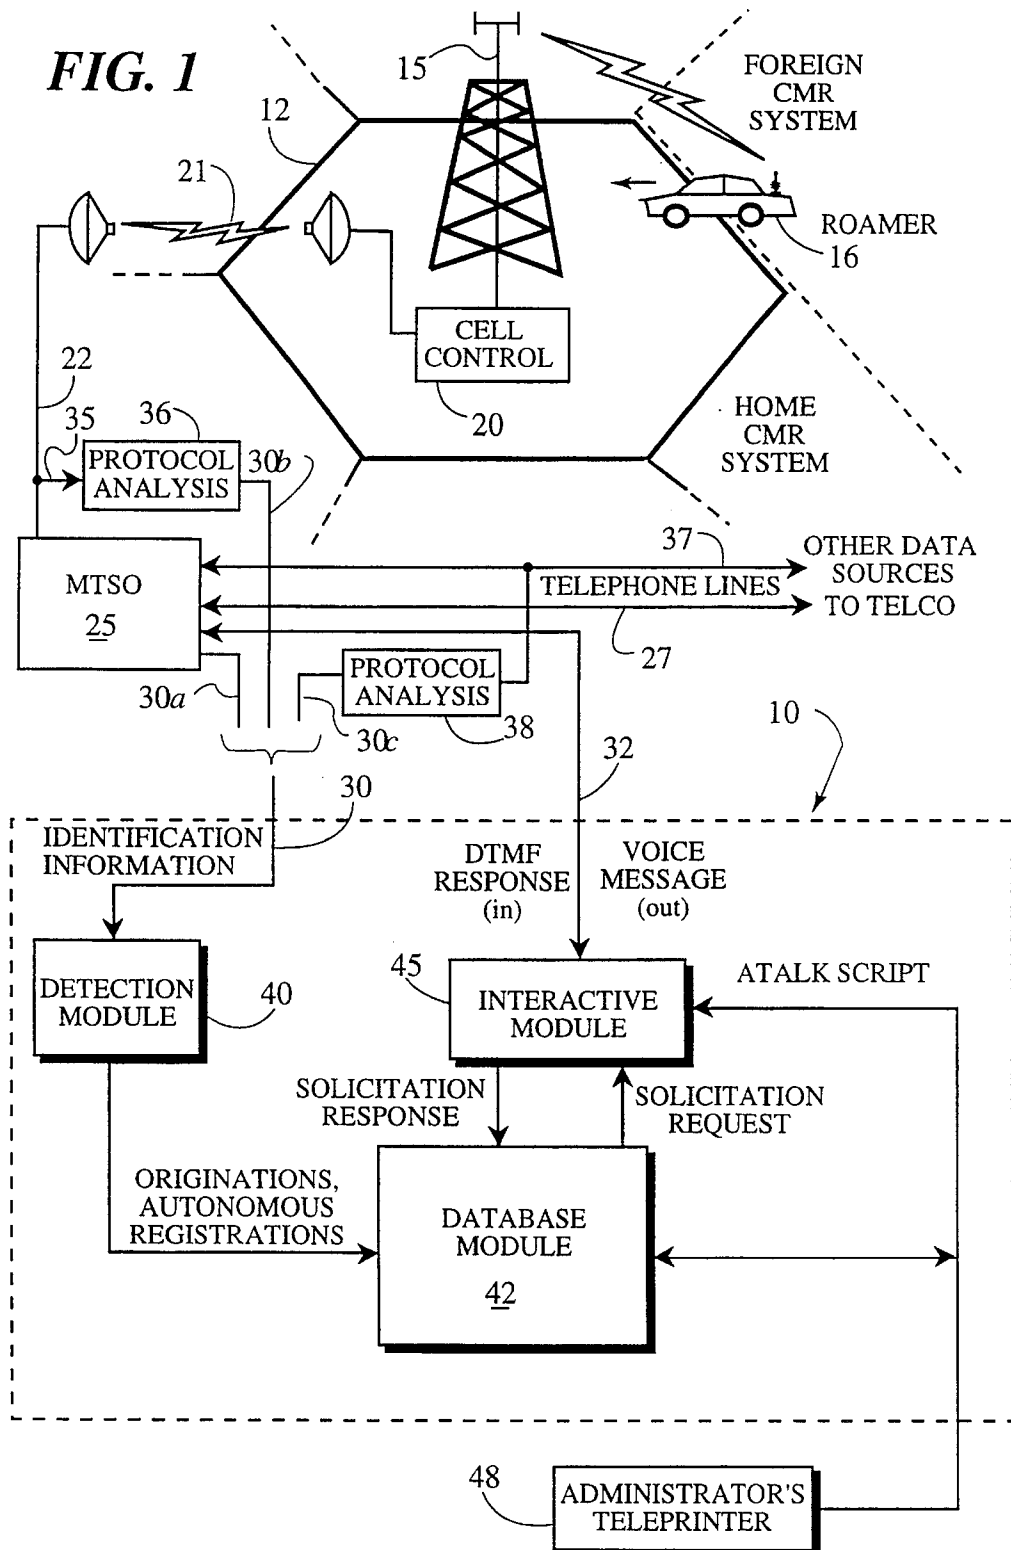 FIG. 1
15
FOREIGN
CMR
SYSTEM
12
21
ROAMER
16
CELL
CONTROL
20
22
35
36
PROTOCOL
ANALYSIS
30b
HOME
CMR
SYSTEM
37
OTHER DATA
SOURCES
MTSO
25
TELEPHONE LINES
TO TELCO
27
30a
PROTOCOL
ANALYSIS
30c
38
10
32
30
IDENTIFICATION
INFORMATION
DTMF
RESPONSE
(in)
VOICE
MESSAGE
(out)
45
DETECTION
MODULE
40
INTERACTIVE
MODULE
ATALK SCRIPT
SOLICITATION
RESPONSE
SOLICITATION
REQUEST
ORIGINATIONS,
AUTONOMOUS
REGISTRATIONS
DATABASE
MODULE
42
48
ADMINISTRATOR'S
TELEPRINTER